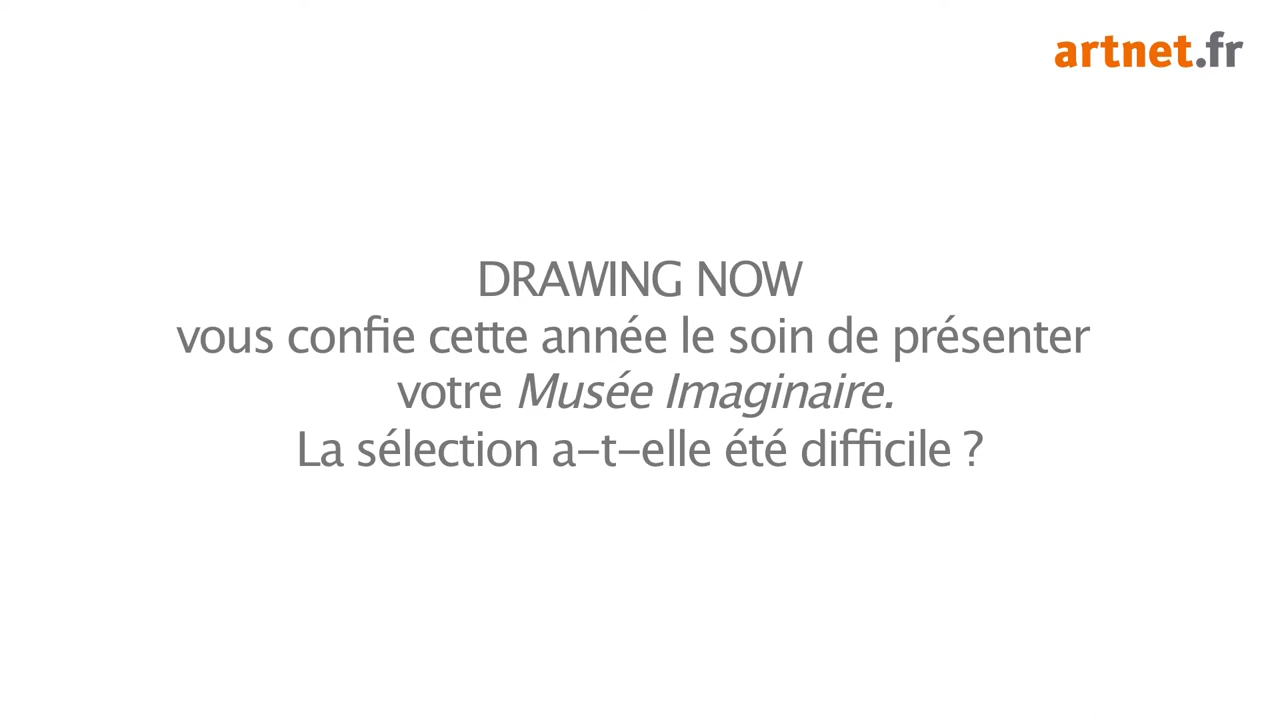 artnet.fr
DRAWING NOW
vous confie cette année le soin de présenter
votre Musée Imaginaire.
La sélection a-t-elle été difficile ?